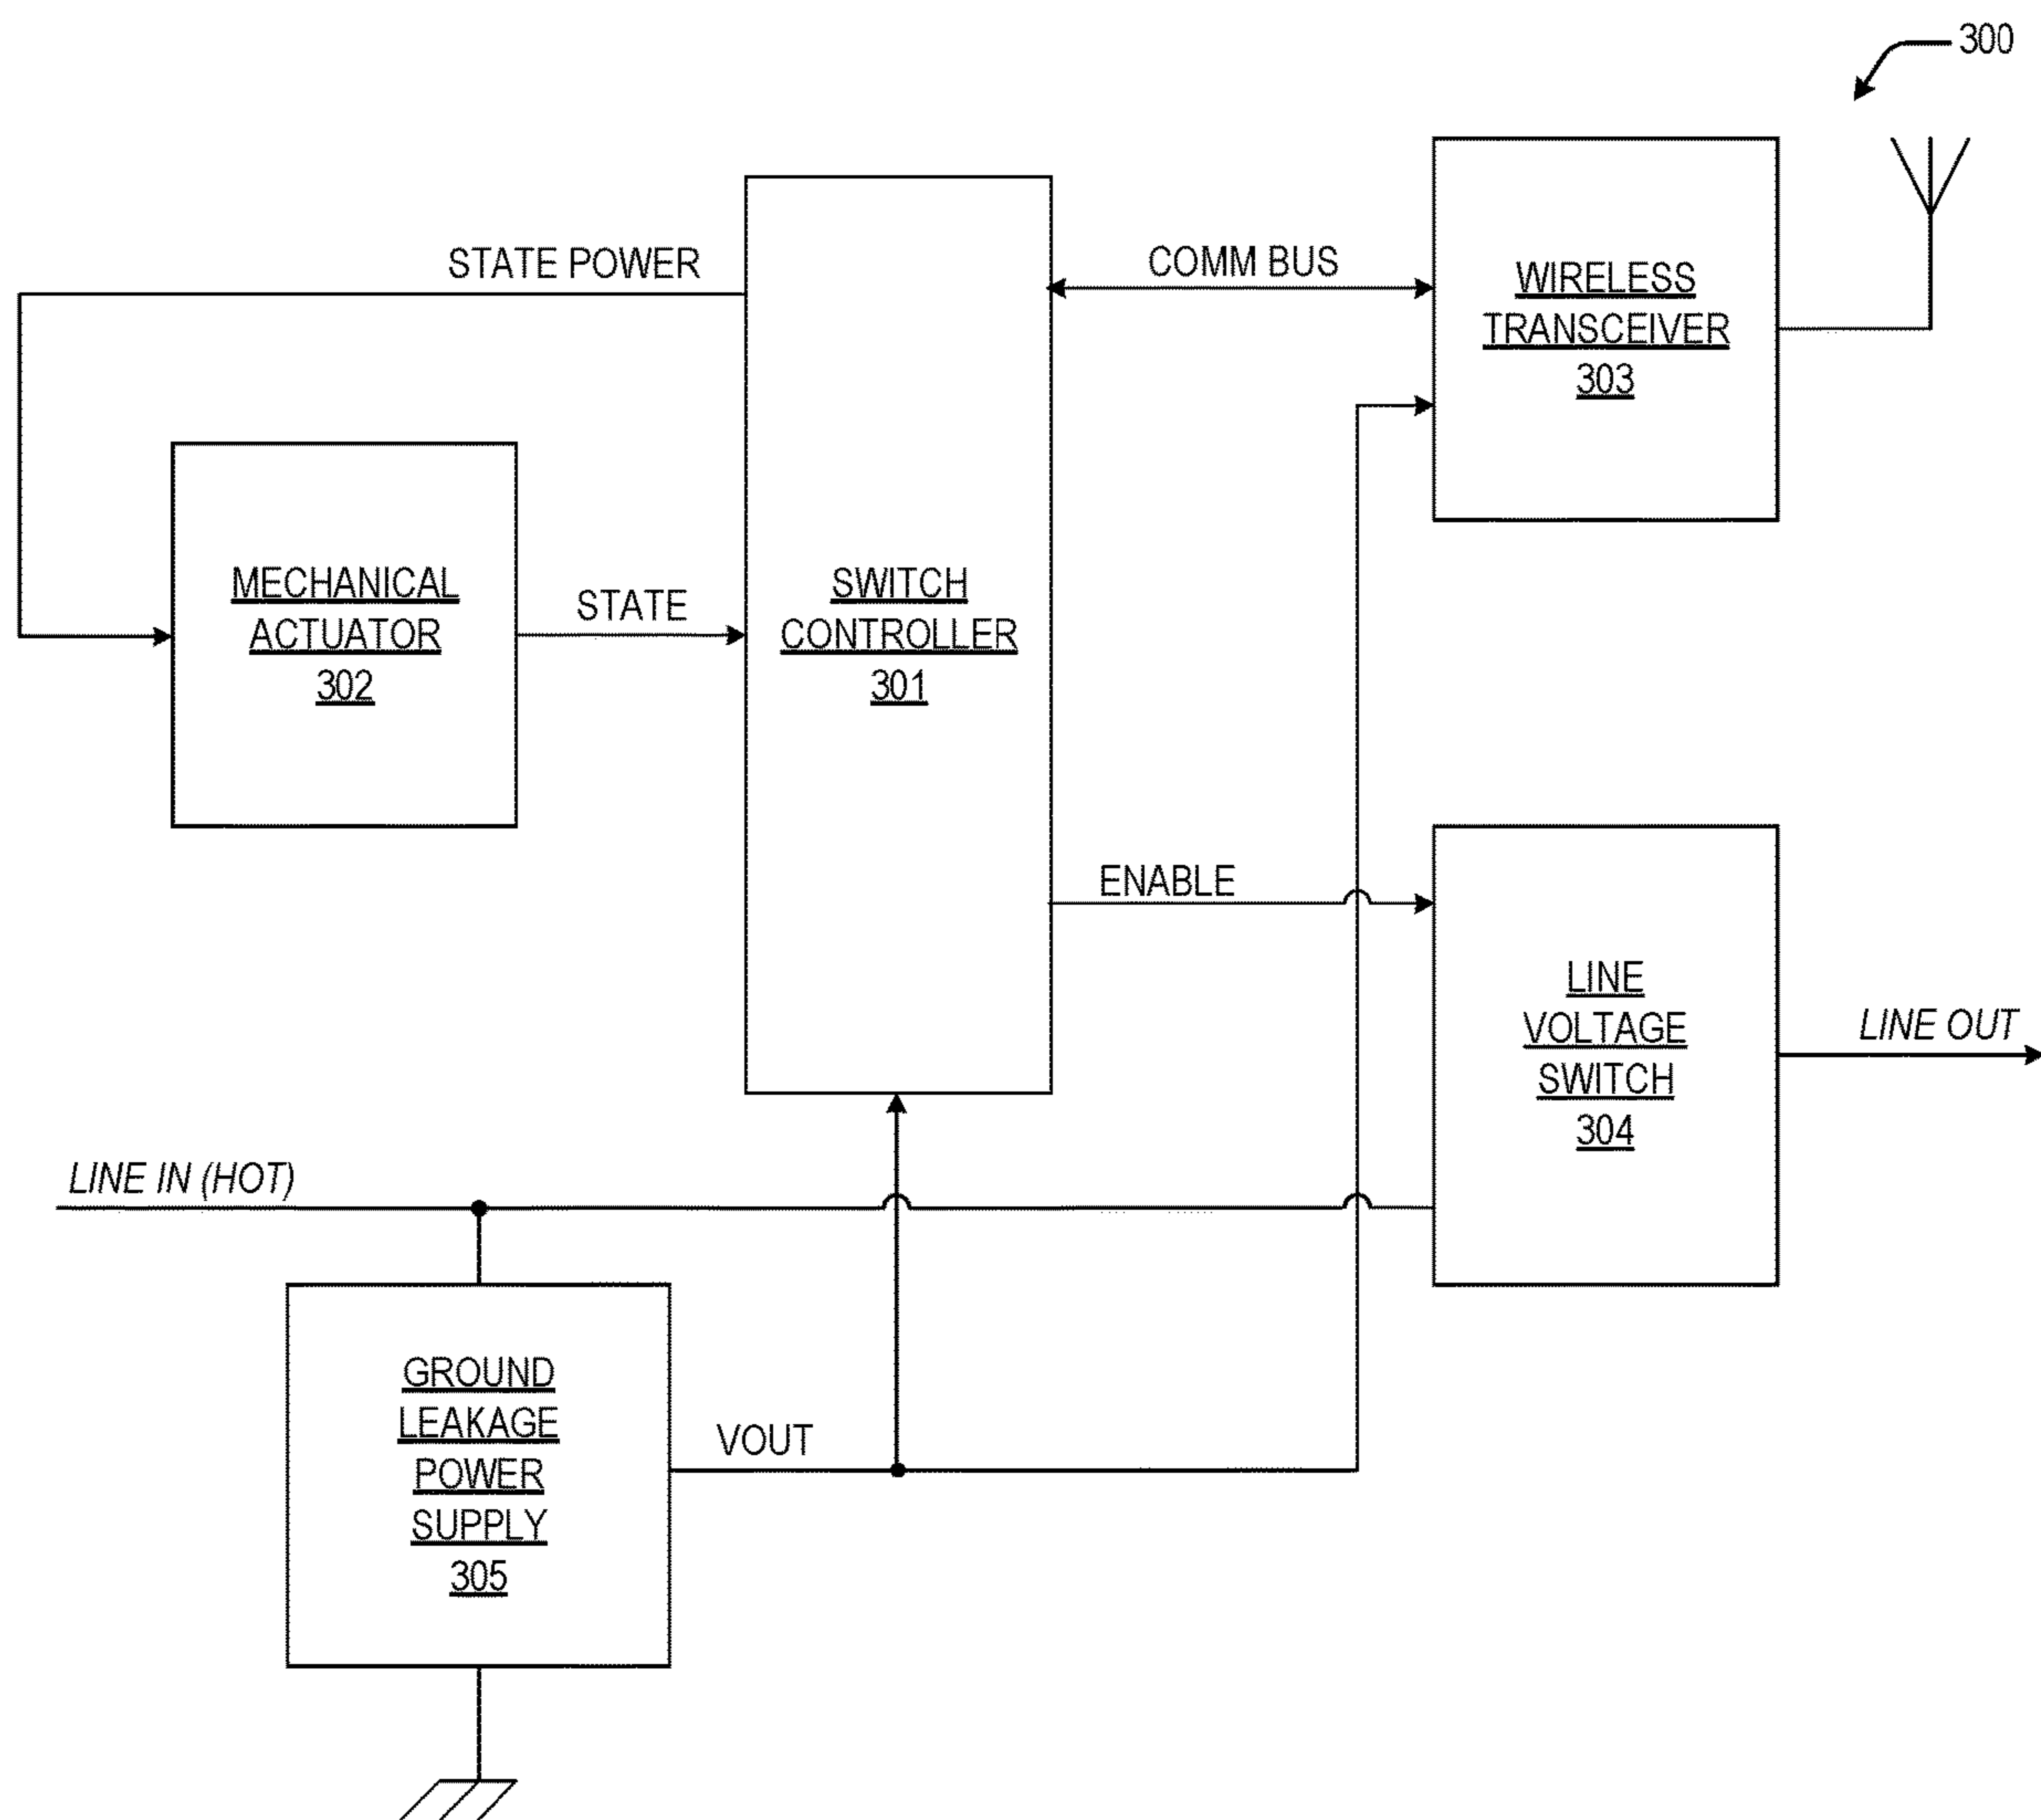 300
STATE POWER
COMM BUS
WIRELESS
TRANSCEIVER
303
MECHANICAL
ACTUATOR
302
STATE
SWITCH
CONTROLLER
301
ENABLE
LINE
VOLTAGE
SWITCH
304
LINE OUT
LINE IN (HOT)
GROUND
LEAKAGE
POWER
SUPPLY
305
VOUT